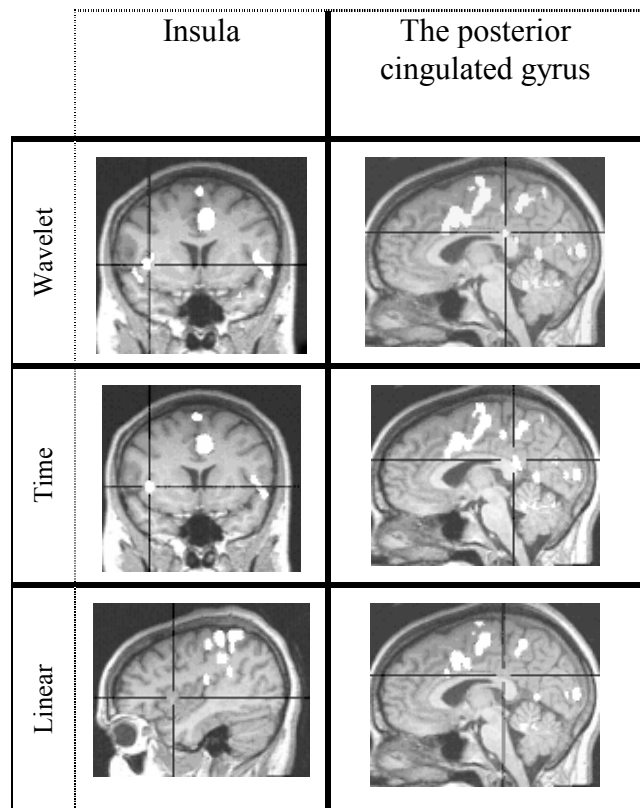 Insula
The posterior
cingulated gyrus
Wavelet
Time
Linear